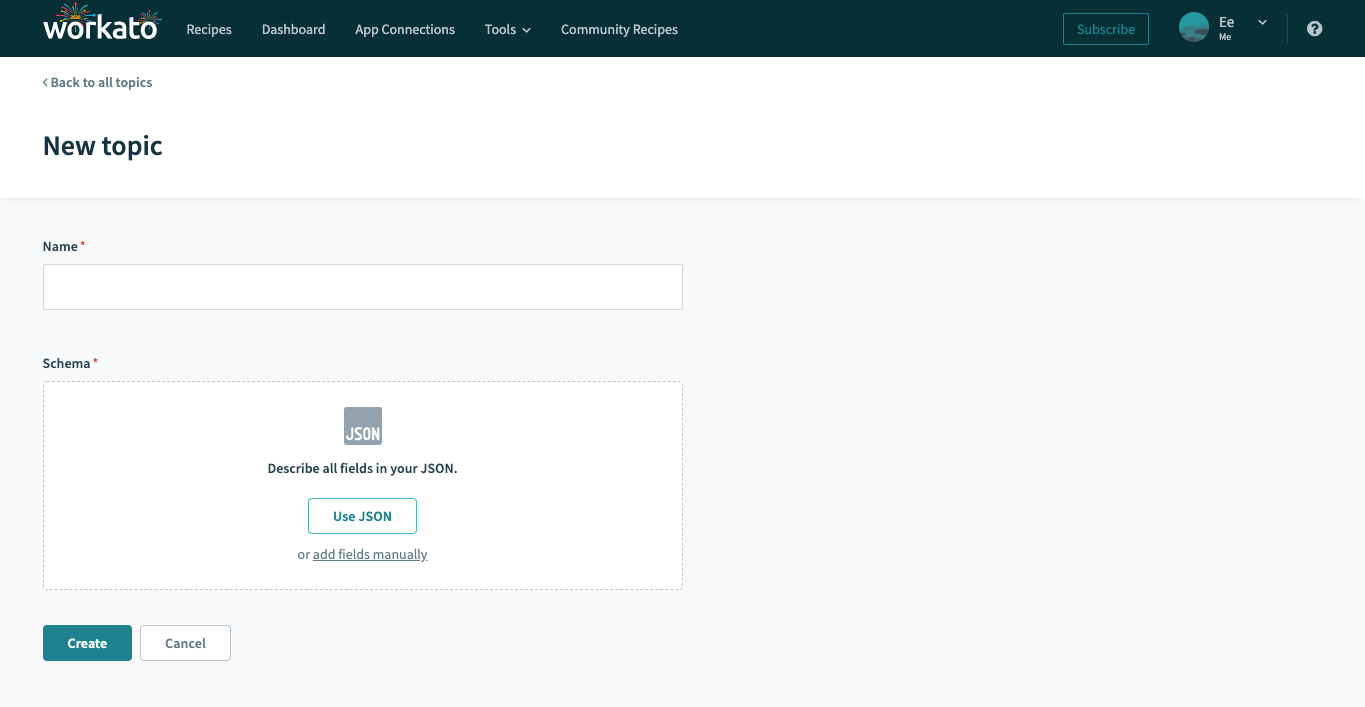 workato Recipes Dashboard App Connections Tools Community Recipes Subscribe Ee
Me
Back to all topics
New topic
Name *
Schema *
JSON
Describe all fields in your JSON.
Use JSON
or add fields manually
Create Cancel